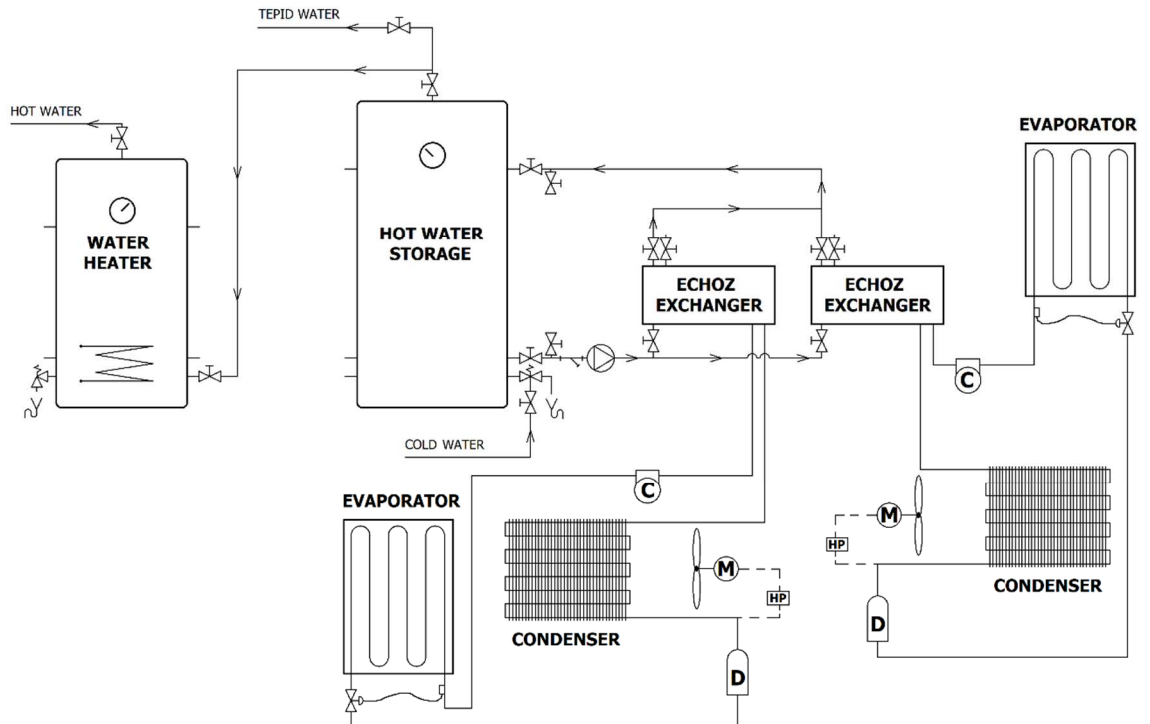 TEPID WATER
HOT WATER
EVAPORATOR
WATER
HEATER
HOT WATER
STORAGE
ECHOZ
EXCHANGER
ECHOZ
EXCHANGER
C
COLD WATER
EVAPORATOR
C
M
HP
CONDENSER
M
HP
CONDENSER
D
D